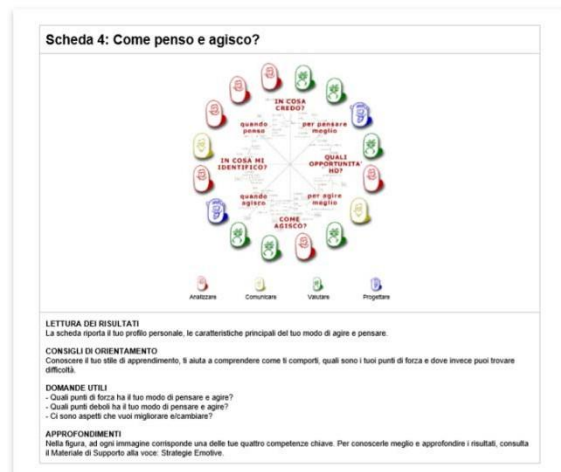 Scheda 4: Come penso e agisco?
IN COSA
CREDO?
quando
penso
per pensare
meglio
IN COSA MI
IDENTIFICO?
QUALI
OPPORTUNITA'
HO?
quando
agisco
per agire
meglio
COME
AGISCO?
Analizzare Comunicare Valutare Progettare
LETTURA DEI RISULTATI
La scheda riporta il tuo profilo personale, le caratteristiche principali del tuo modo di agire e pensare.
CONSIGLI DI ORIENTAMENTO
Conoscere il tuo stile di apprendimento, ti aiuta a comprendere come ti comporti, quali sono i tuoi punti di forza e dove invece puoi trovare
difficoltà.
DOMANDE UTILI
- Quali punti di forza ha il tuo modo di pensare e agire?
- Quali punti deboli ha il tuo modo di pensare e agire?
- Ci sono aspetti che vuoi migliorare e/cambiare?
APPROFONDIMENTI
Nella figura, ad ogni immagine corrisponde una delle tue quattro competenze chiave. Per conoscerle meglio e approfondire i risultati, consulta
il Materiale di Supporto alla voce: Strategie Emotive.